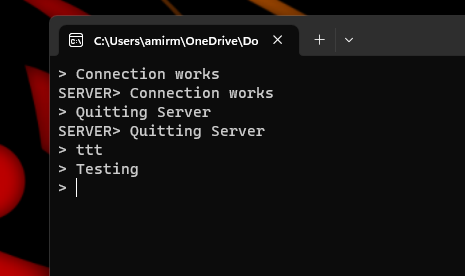 C:\Users\amirm\OneDrive\Do
> Connection works
SERVER> Connection works
> Quitting Server
SERVER> Quitting Server
> ttt
> Testing
>